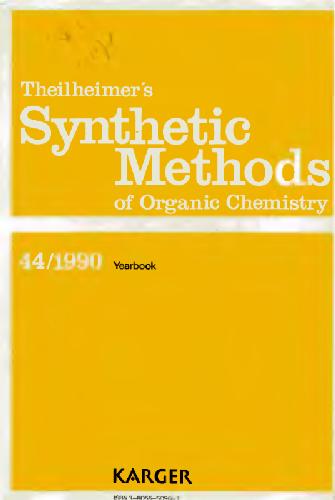 Theilheimer's
Synthetic
Methods
of Organic Chemistry
44/1990 Yearbook
KARGER